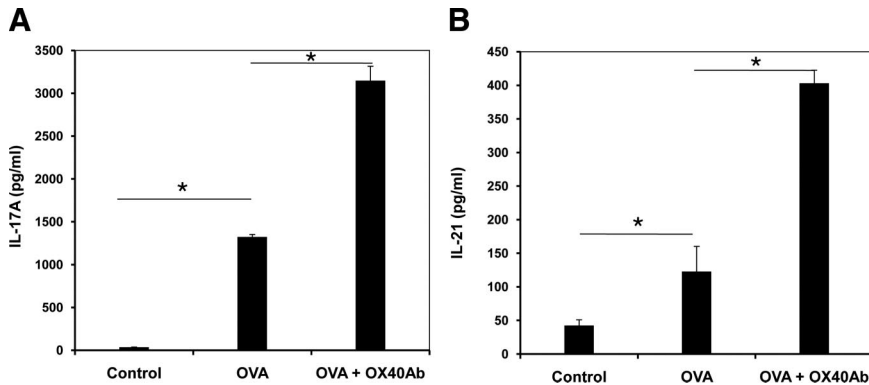 A
IL-17A (pg/ml)
3500
3000
2500
2000
1500
1000
500
0
*
*
Control
OVA
OVA + OX40Ab
B
IL-21 (pg/ml)
450
400
350
300
250
200
150
100
50
0
*
*
Control
OVA
OVA + OX40Ab